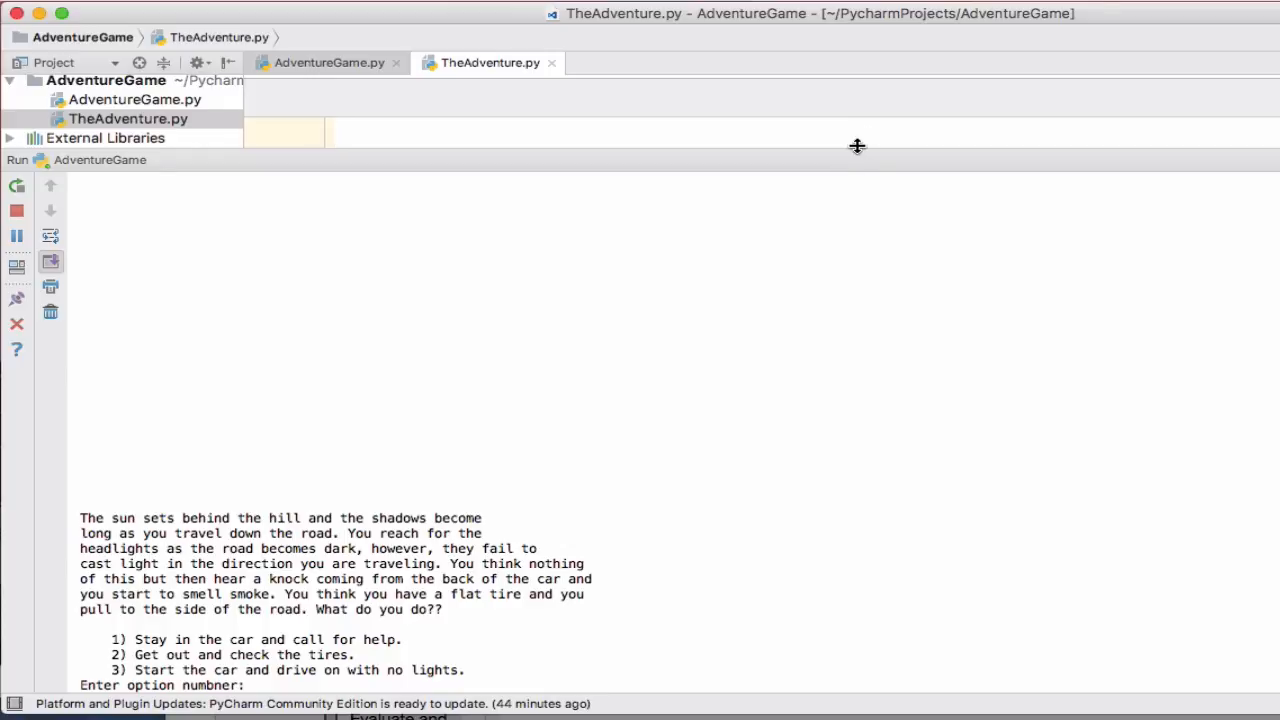 TheAdventure.py - AdventureGame - [~/PycharmProjects/AdventureGame]
AdventureGame TheAdventure.py
Project AdventureGame.py TheAdventure.py
AdventureGame ~/Pycharm
AdventureGame.py
TheAdventure.py
External Libraries
Run AdventureGame
The sun sets behind the hill and the shadows become
long as you travel down the road. You reach for the
headlights as the road becomes dark, however, they fail to
cast light in the direction you are traveling. You think nothing
of this but then hear a knock coming from the back of the car and
you start to smell smoke. You think you have a flat tire and you
pull to the side of the road. What do you do??
1) Stay in the car and call for help.
2) Get out and check the tires.
3) Start the car and drive on with no lights.
Enter option numbner:
Platform and Plugin Updates: PyCharm Community Edition is ready to update. (44 minutes ago)
Evaluate and